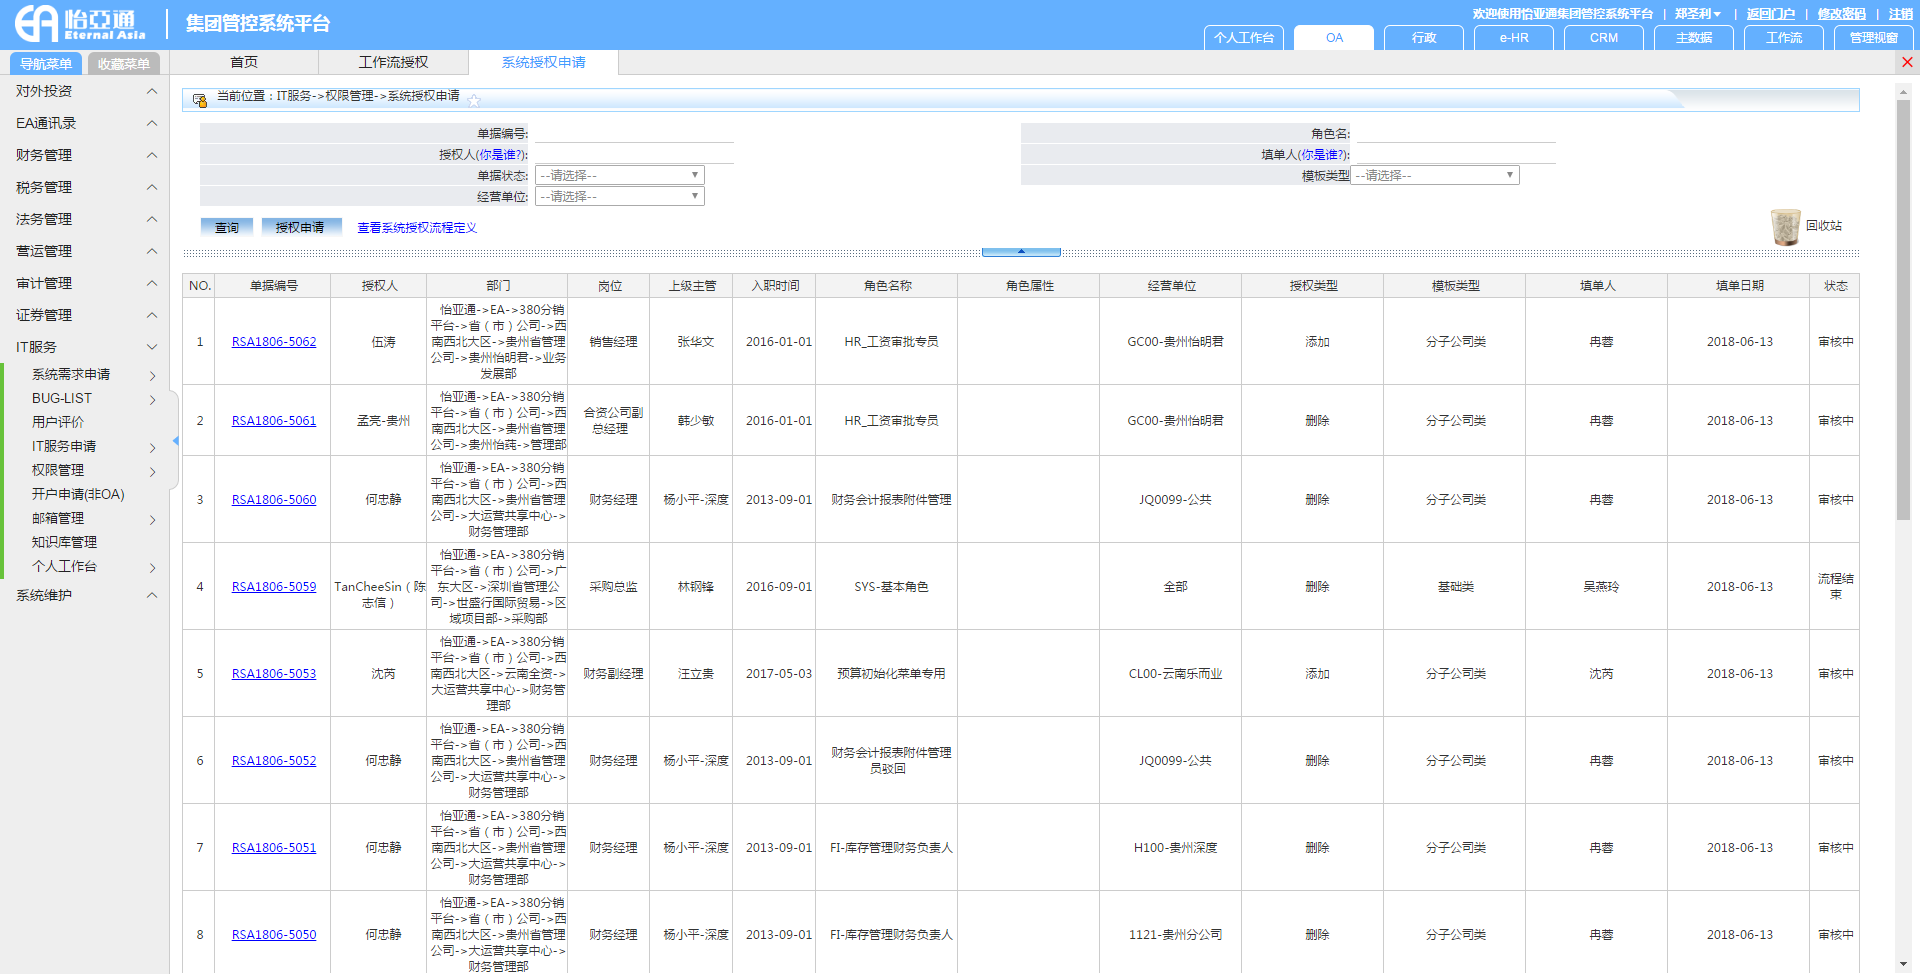 怡亞通
Eternal Asia
集团管控系统平台
欢迎使用怡亚通集团管控系统平台 | 郑圣利 | 返回门户 | 修改密码 | 注销
个人工作台 OA 行政 e-HR CRM 主数据 工作流 管理视窗
导航菜单 收藏菜单 首页 工作流授权 系统授权申请
对外投资
EA通讯录
财务管理
税务管理
法务管理
营运管理
审计管理
证券管理
IT服务
系统需求申请
BUG-LIST
用户评价
IT服务申请
权限管理
开户申请(非OA)
邮箱管理
知识库管理
个人工作台
系统维护
当前位置：IT服务->权限管理->系统授权申请
单据编号: 角色名:
授权人(你是谁?): 填单人(你是谁?):
单据状态: --请选择-- 模板类型 --请选择--
经营单位: --请选择--
查询 授权申请 查看系统授权流程定义 回收站
NO. 单据编号 授权人 部门 岗位 上级主管 入职时间 角色名称 角色属性 经营单位 授权类型 模板类型 填单人 填单日期 状态
怡亚通->EA->380分销
平台->省（市）公司->西
南西北大区->贵州省管理
公司->贵州怡明君->业务
发展部
1 RSA1806-5062 伍涛 销售经理 张华文 2016-01-01 HR_工资审批专员 GC00-贵州怡明君 添加 分子公司类 冉蓉 2018-06-13 审核中
怡亚通->EA->380分销
平台->省（市）公司->西
南西北大区->贵州省管理
公司->贵州怡莼->管理部
2 RSA1806-5061 孟亮-贵州 合资公司副
总经理 韩少敏 2016-01-01 HR_工资审批专员 GC00-贵州怡明君 删除 分子公司类 冉蓉 2018-06-13 审核中
怡亚通->EA->380分销
平台->省（市）公司->西
南西北大区->贵州省管理
公司->大运营共享中心->
财务管理部
3 RSA1806-5060 何忠静 财务经理 杨小平-深度 2013-09-01 财务会计报表附件管理 JQ0099-公共 删除 分子公司类 冉蓉 2018-06-13 审核中
怡亚通->EA->380分销
平台->省（市）公司->广
东大区->深圳省管理公
司->世盛行国际贸易->区
域项目部->采购部
4 RSA1806-5059 TanCheeSin（陈
志信） 采购总监 林钢锋 2016-09-01 SYS-基本角色 全部 删除 基础类 吴燕玲 2018-06-13 流程结
束
怡亚通->EA->380分销
平台->省（市）公司->西
南西北大区->云南全资->
大运营共享中心->财务管
理部
5 RSA1806-5053 沈芮 财务副经理 汪立贵 2017-05-03 预算初始化菜单专用 CL00-云南乐而业 添加 分子公司类 沈芮 2018-06-13 审核中
怡亚通->EA->380分销
平台->省（市）公司->西
南西北大区->贵州省管理
公司->大运营共享中心->
财务管理部
6 RSA1806-5052 何忠静 财务经理 杨小平-深度 2013-09-01 财务会计报表附件管理
员驳回 JQ0099-公共 删除 分子公司类 冉蓉 2018-06-13 审核中
怡亚通->EA->380分销
平台->省（市）公司->西
南西北大区->贵州省管理
公司->大运营共享中心->
财务管理部
7 RSA1806-5051 何忠静 财务经理 杨小平-深度 2013-09-01 FI-库存管理财务负责人 H100-贵州深度 删除 分子公司类 冉蓉 2018-06-13 审核中
怡亚通->EA->380分销
平台->省（市）公司->西
南西北大区->贵州省管理
公司->大运营共享中心->
财务管理部
8 RSA1806-5050 何忠静 财务经理 杨小平-深度 2013-09-01 FI-库存管理财务负责人 1121-贵州分公司 删除 分子公司类 冉蓉 2018-06-13 审核中